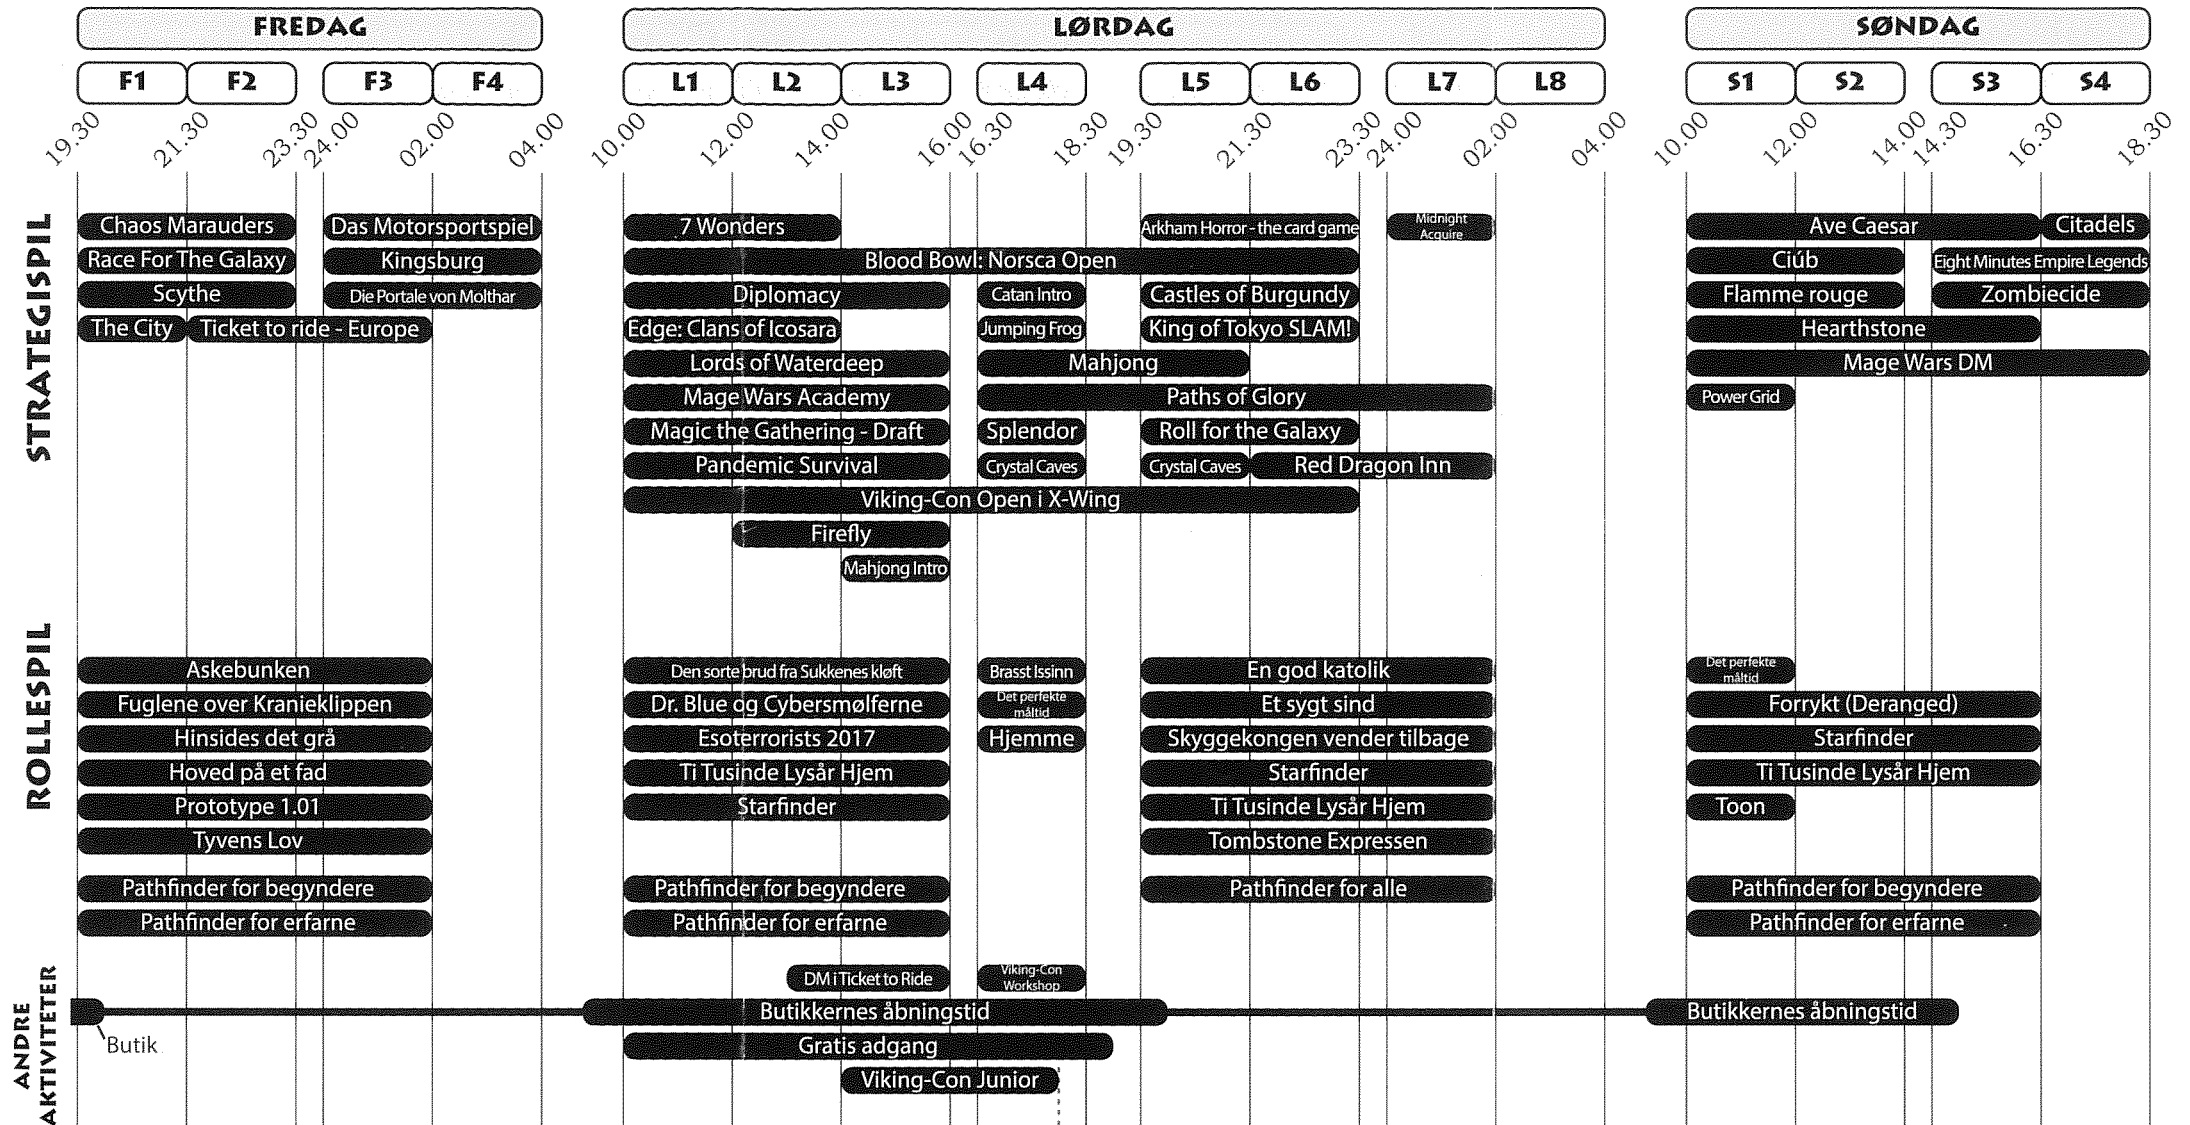 FREDAG LØRDAG SØNDAG
F1 F2 F3 F4 L1 L2 L3 L4 L5 L6 L7 L8 S1 S2 S3 S4
19.30 21.30 23.30 24.00 02.00 04.00 10.00 12.00 14.00 16.00 16.30 18.30 19.30 21.30 23.30 24.00 02.00 04.00 10.00 12.00 14.00 14.30 16.30 18.30
STRATEGISPIL
Chaos Marauders Das Motorsportspiel 7 Wonders Arkham Horror - the card game Midnight Acquire Ave Caesar Citadels
Race For The Galaxy Kingsburg Blood Bowl: Norsca Open Ciúb Eight Minutes Empire Legends
Scythe Die Portale von Molthar Diplomacy Catan Intro Castles of Burgundy Flamme rouge Zombiecide
The City Ticket to ride - Europe Edge: Clans of Icosara Jumping Frog King of Tokyo SLAM! Hearthstone
Lords of Waterdeep Mahjong Mage Wars DM
Mage Wars Academy Paths of Glory Power Grid
Magic the Gathering - Draft Splendor Roll for the Galaxy
Pandemic Survival Crystal Caves Crystal Caves Red Dragon Inn
Viking-Con Open i X-Wing
Firefly
Mahjong Intro
ROLLESPIL
Askebunken Den sorte brud fra Sukkenes kløft Brasst Issinn En god katolik Det perfekte måltid
Fuglene over Kranieklippen Dr. Blue og Cybersmølferne Det perfekte måltid Et sygt sind Forrykt (Deranged)
Hinsides det grå Esoterrorists 2017 Hjemme Skyggekongen vender tilbage Starfinder
Hoved på et fad Ti Tusinde Lysår Hjem Starfinder Ti Tusinde Lysår Hjem
Prototype 1.01 Starfinder Ti Tusinde Lysår Hjem Toon
Tyvens Lov Tombstone Expressen
Pathfinder for begyndere Pathfinder for begyndere Pathfinder for alle Pathfinder for begyndere
Pathfinder for erfarne Pathfinder for erfarne Pathfinder for erfarne
ANDRE
AKTIVITETER
DM i Ticket to Ride Viking-Con Workshop
Butikkernes åbningstid Butikkernes åbningstid
Butik Gratis adgang
Viking-Con Junior